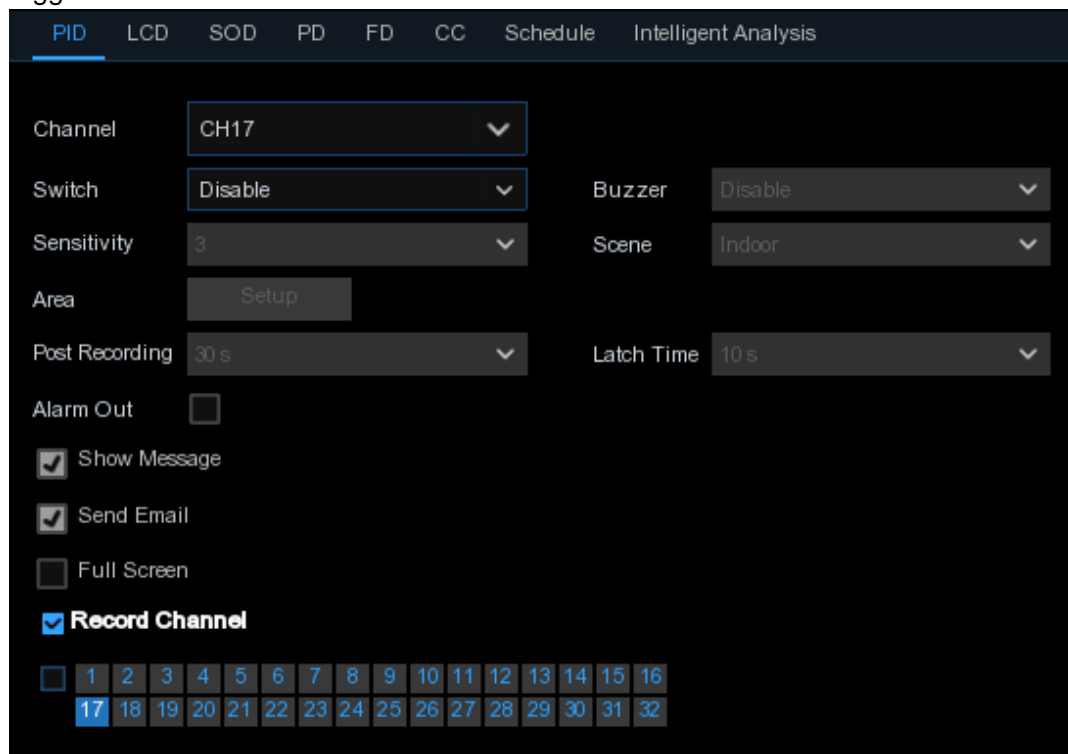 PID LCD SOD PD FD CC Schedule Intelligent Analysis
Channel CH17
Switch Disable Buzzer Disable
Sensitivity 3 Scene Indoor
Area Setup
Post Recording 30 s Latch Time 10 s
Alarm Out
Show Message
Send Email
Full Screen
Record Channel
1 2 3 4 5 6 7 8 9 10 11 12 13 14 15 16
17 18 19 20 21 22 23 24 25 26 27 28 29 30 31 32